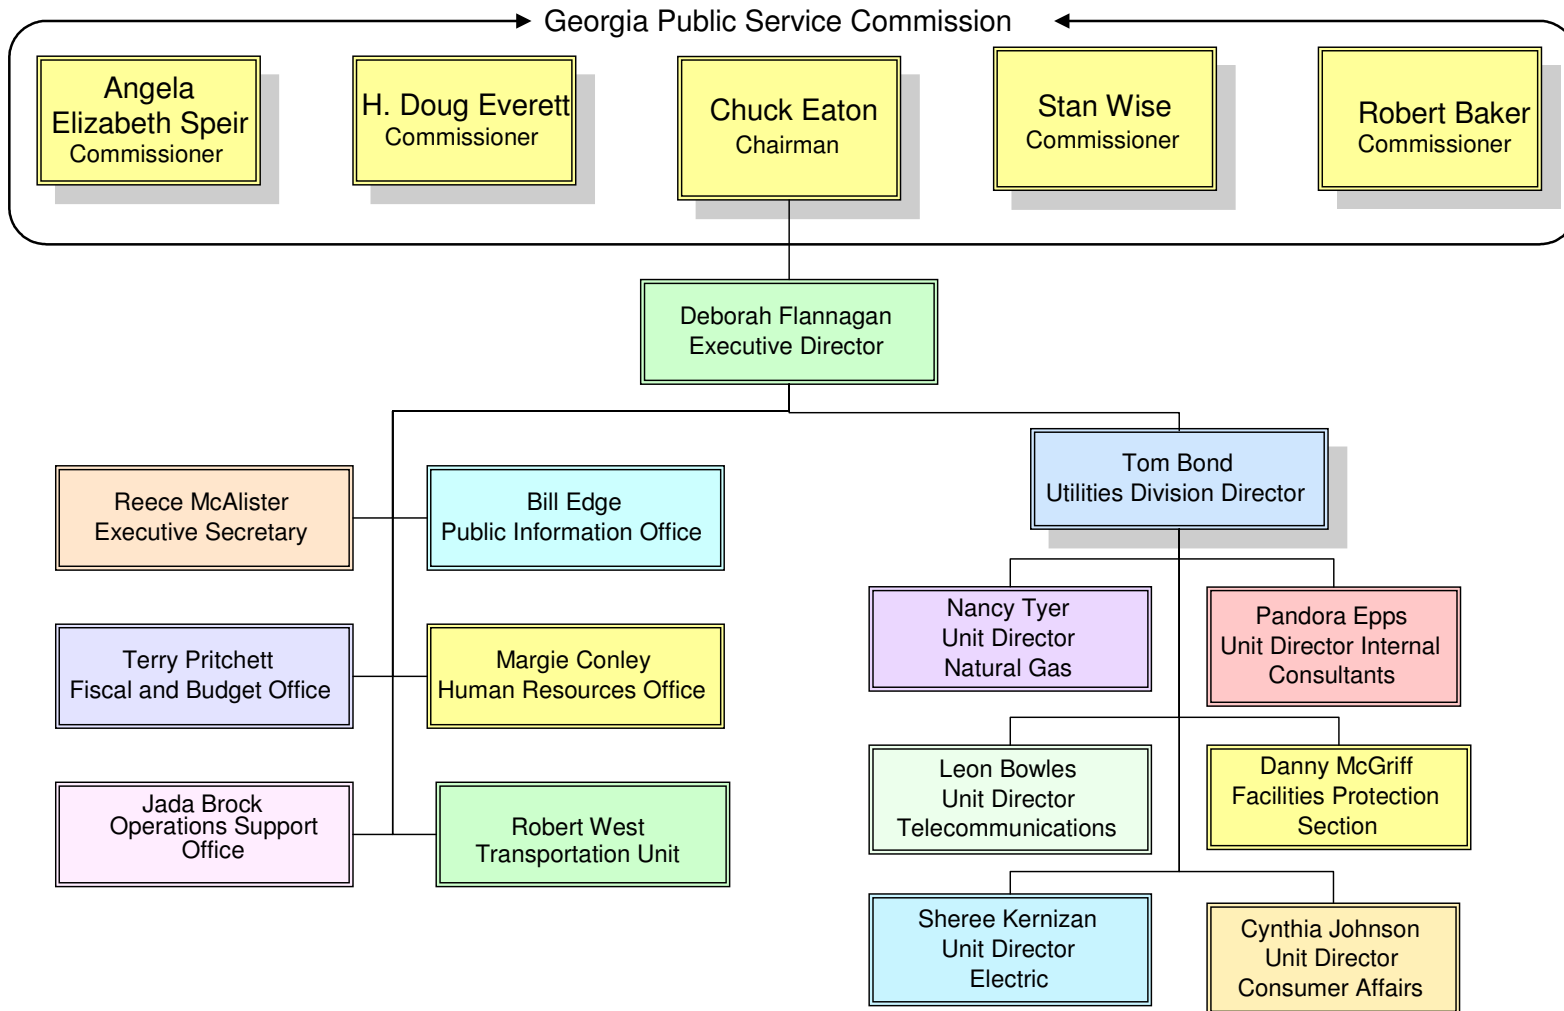 Georgia Public Service Commission
Angela
Elizabeth Speir
Commissioner
H. Doug Everett
Commissioner
Chuck Eaton
Chairman
Stan Wise
Commissioner
Robert Baker
Commissioner
Deborah Flannagan
Executive Director
Reece McAlister
Executive Secretary
Bill Edge
Public Information Office
Terry Pritchett
Fiscal and Budget Office
Margie Conley
Human Resources Office
Jada Brock
Operations Support
Office
Robert West
Transportation Unit
Tom Bond
Utilities Division Director
Nancy Tyer
Unit Director
Natural Gas
Pandora Epps
Unit Director Internal
Consultants
Leon Bowles
Unit Director
Telecommunications
Danny McGriff
Facilities Protection
Section
Sheree Kernizan
Unit Director
Electric
Cynthia Johnson
Unit Director
Consumer Affairs